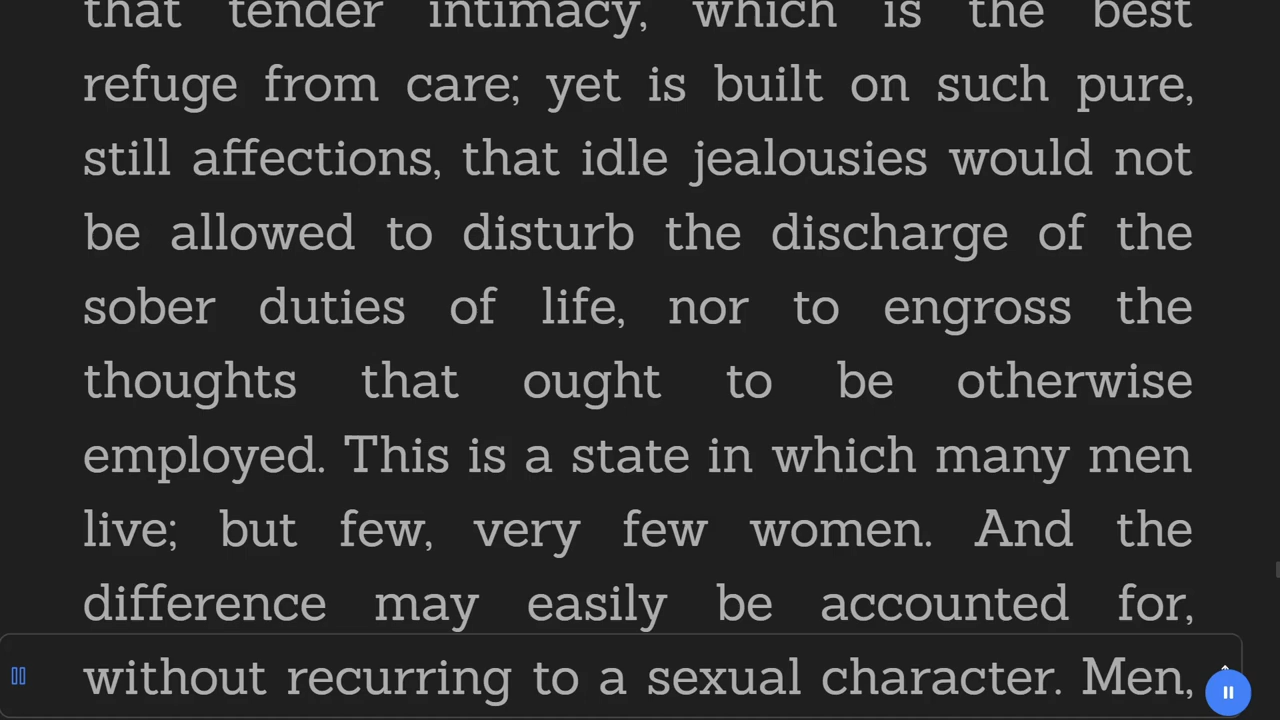 that tender intimacy, which is the best
refuge from care; yet is built on such pure,
still affections, that idle jealousies would not
be allowed to disturb the discharge of the
sober duties of life, nor to engross the
thoughts that ought to be otherwise
employed. This is a state in which many men
live; but few, very few women. And the
difference may easily be accounted for,
without recurring to a sexual character. Men,